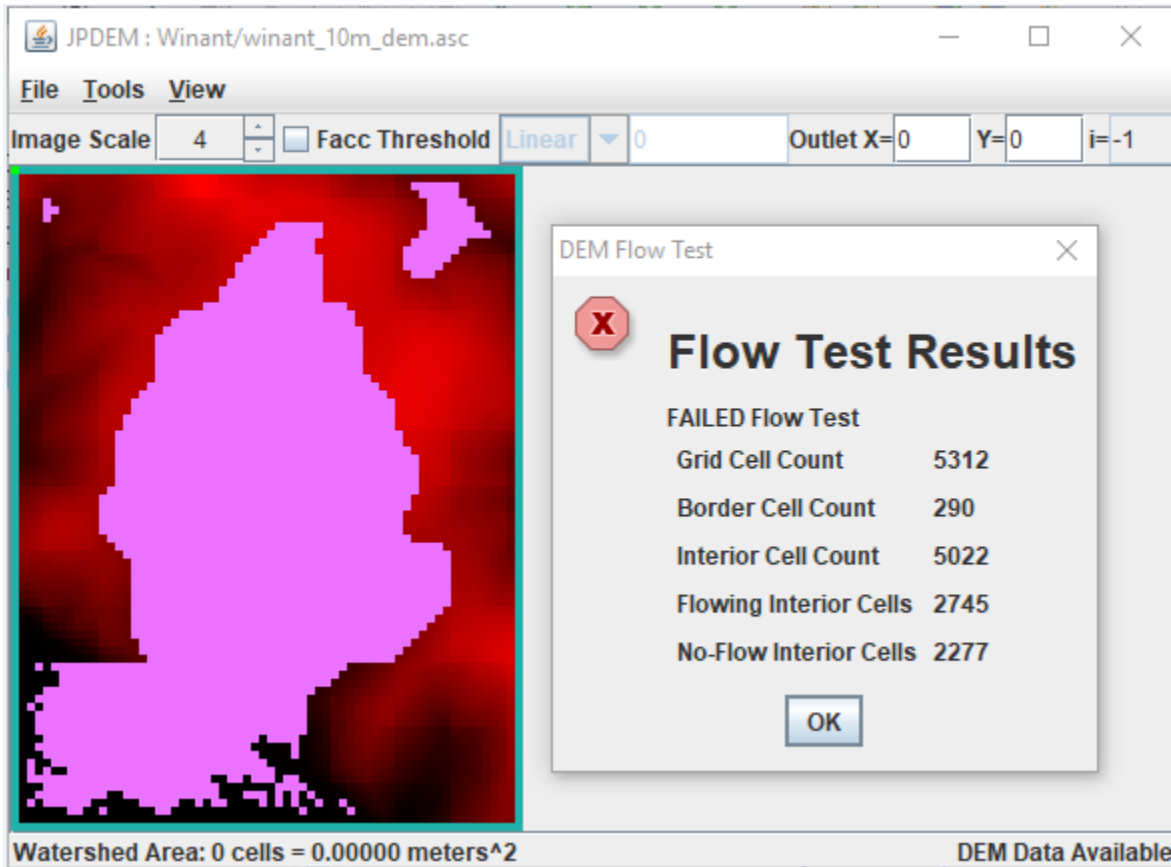 JPDEM : Winant/winant_10m_dem.asc
File Tools View
Image Scale 4 Facc Threshold Linear 0 Outlet X= 0 Y= 0 i= -1
DEM Flow Test
X
Flow Test Results
FAILED Flow Test
Grid Cell Count 5312
Border Cell Count 290
Interior Cell Count 5022
Flowing Interior Cells 2745
No-Flow Interior Cells 2277
OK
Watershed Area: 0 cells = 0.00000 meters^2 DEM Data Available